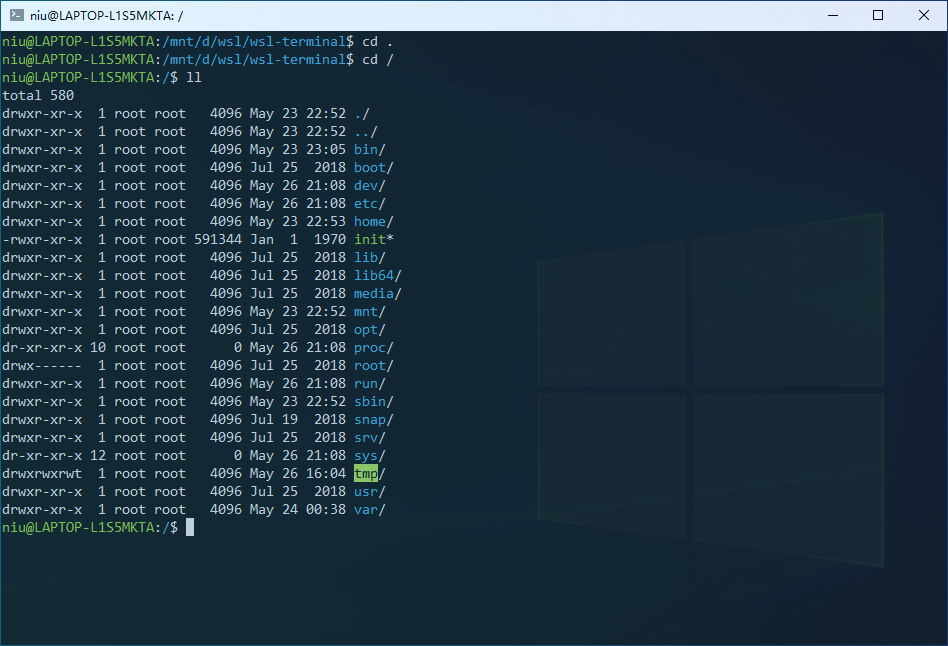 niu@LAPTOP-L1S5MKTA: /
niu@LAPTOP-L1S5MKTA:/mnt/d/wsl/wsl-terminal$ cd .
niu@LAPTOP-L1S5MKTA:/mnt/d/wsl/wsl-terminal$ cd /
niu@LAPTOP-L1S5MKTA:/$ ll
total 580
drwxr-xr-x  1 root root   4096 May 23 22:52 ./
drwxr-xr-x  1 root root   4096 May 23 22:52 ../
drwxr-xr-x  1 root root   4096 May 23 23:05 bin/
drwxr-xr-x  1 root root   4096 Jul 25  2018 boot/
drwxr-xr-x  1 root root   4096 May 26 21:08 dev/
drwxr-xr-x  1 root root   4096 May 26 21:08 etc/
drwxr-xr-x  1 root root   4096 May 23 22:53 home/
-rwxr-xr-x  1 root root 591344 Jan  1  1970 init*
drwxr-xr-x  1 root root   4096 Jul 25  2018 lib/
drwxr-xr-x  1 root root   4096 Jul 25  2018 lib64/
drwxr-xr-x  1 root root   4096 Jul 25  2018 media/
drwxr-xr-x  1 root root   4096 May 23 22:52 mnt/
drwxr-xr-x  1 root root   4096 Jul 25  2018 opt/
dr-xr-xr-x 10 root root      0 May 26 21:08 proc/
drwx------  1 root root   4096 Jul 25  2018 root/
drwxr-xr-x  1 root root   4096 May 26 21:08 run/
drwxr-xr-x  1 root root   4096 May 23 22:52 sbin/
drwxr-xr-x  1 root root   4096 Jul 19  2018 snap/
drwxr-xr-x  1 root root   4096 Jul 25  2018 srv/
dr-xr-xr-x 12 root root      0 May 26 21:08 sys/
drwxrwxrwt  1 root root   4096 May 26 16:04 tmp/
drwxr-xr-x  1 root root   4096 Jul 25  2018 usr/
drwxr-xr-x  1 root root   4096 May 24 00:38 var/
niu@LAPTOP-L1S5MKTA:/$